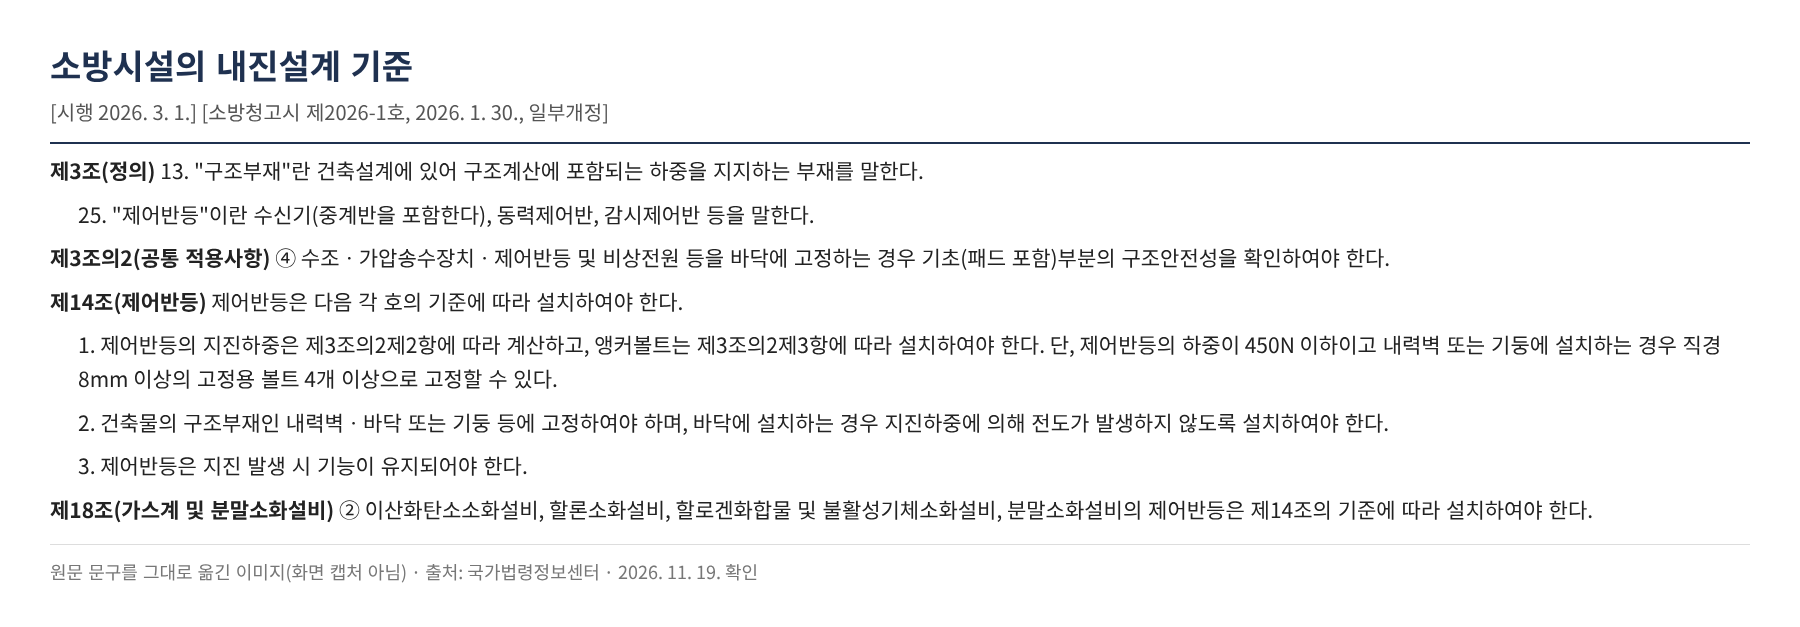 소방시설의 내진설계 기준
[시행 2026. 3. 1.] [소방청고시 제2026-1호, 2026. 1. 30., 일부개정]
제3조(정의) 13. "구조부재"란 건축설계에 있어 구조계산에 포함되는 하중을 지지하는 부재를 말한다.
25. "제어반등"이란 수신기(중계반을 포함한다), 동력제어반, 감시제어반 등을 말한다.
제3조의2(공통 적용사항) ④ 수조 · 가압송수장치 · 제어반등 및 비상전원 등을 바닥에 고정하는 경우 기초(패드 포함)부분의 구조안전성을 확인하여야 한다.
제14조(제어반등) 제어반등은 다음 각 호의 기준에 따라 설치하여야 한다.
1. 제어반등의 지진하중은 제3조의2제2항에 따라 계산하고, 앵커볼트는 제3조의2제3항에 따라 설치하여야 한다. 단, 제어반등의 하중이 450N 이하이고 내력벽 또는 기둥에 설치하는 경우 직경
8mm 이상의 고정용 볼트 4개 이상으로 고정할 수 있다.
2. 건축물의 구조부재인 내력벽 · 바닥 또는 기둥 등에 고정하여야 하며, 바닥에 설치하는 경우 지진하중에 의해 전도가 발생하지 않도록 설치하여야 한다.
3. 제어반등은 지진 발생 시 기능이 유지되어야 한다.
제18조(가스계 및 분말소화설비) ② 이산화탄소소화설비, 할론소화설비, 할로겐화합물 및 불활성기체소화설비, 분말소화설비의 제어반등은 제14조의 기준에 따라 설치하여야 한다.
원문 문구를 그대로 옮긴 이미지(화면 캡처 아님) · 출처: 국가법령정보센터 · 2026. 11. 19. 확인